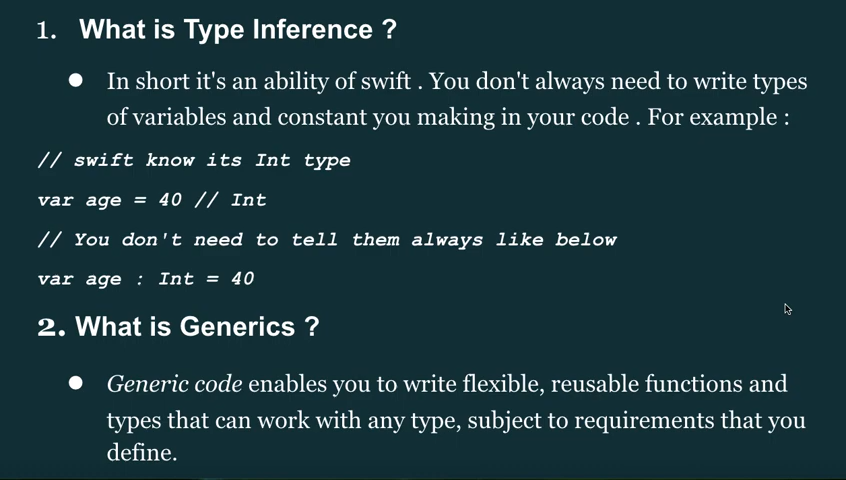 1. What is Type Inference ?
● In short it's an ability of swift . You don't always need to write types
of variables and constant you making in your code . For example :
// swift know its Int type
var age = 40 // Int
// You don't need to tell them always like below
var age : Int = 40
2. What is Generics ?
● Generic code enables you to write flexible, reusable functions and
types that can work with any type, subject to requirements that you
define.